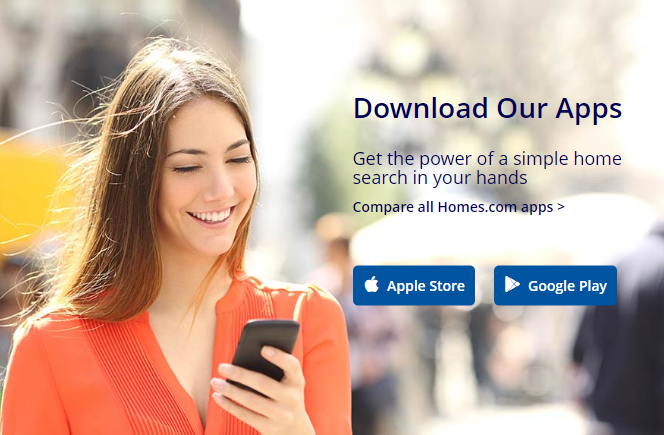 Download Our Apps
Get the power of a simple home
search in your hands
Compare all Homes.com apps >
Apple Store
Google Play